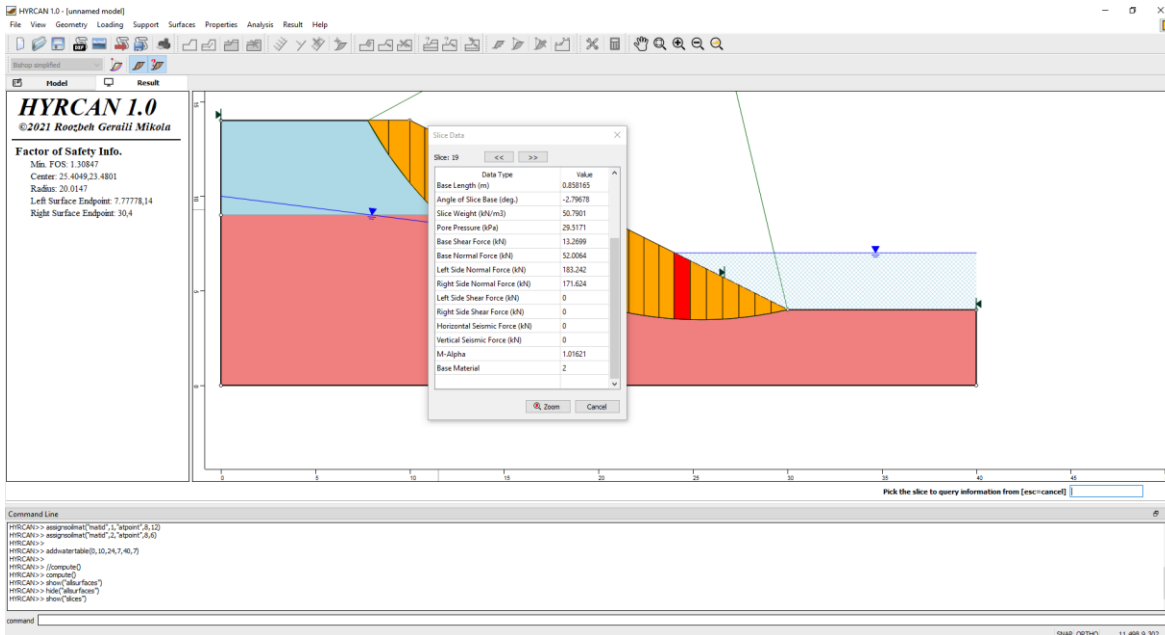 HYRCAN 1.0 - [unnamed model]
File View Geometry Loading Support Surfaces Properties Analysis Result Help
DXF
Bishop simplified
Model Result
HYRCAN 1.0
©2021 Roozbeh Geraili Mikola
Factor of Safety Info.
Min. FOS: 1.30847
Center: 25.4049,23.4801
Radius: 20.0147
Left Surface Endpoint: 7.77778,14
Right Surface Endpoint: 30,4
15
10
5
0
Slice Data
Slice: 19 << >>
Data Type Value
Base Length (m) 0.858165
Angle of Slice Base (deg.) -2.79678
Slice Weight (kN/m3) 50.7901
Pore Pressure (kPa) 29.5171
Base Shear Force (kN) 13.2699
Base Normal Force (kN) 52.0064
Left Side Normal Force (kN) 183.242
Right Side Normal Force (kN) 171.624
Left Side Shear Force (kN) 0
Right Side Shear Force (kN) 0
Horizontal Seismic Force (kN) 0
Vertical Seismic Force (kN) 0
M-Alpha 1.01621
Base Material 2
Zoom Cancel
0 5 10 15 20 25 30 35 40 45
Pick the slice to query information from [esc=cancel]
Command Line
HYRCAN>> assignsoilmat("matid",1,"atpoint",8,12)
HYRCAN>> assignsoilmat("matid",2,"atpoint",8,6)
HYRCAN>>
HYRCAN>> addwatertable(0,10,24,7,40,7)
HYRCAN>>
HYRCAN>> //compute()
HYRCAN>> compute()
HYRCAN>> show("allsurfaces")
HYRCAN>> hide("allsurfaces")
HYRCAN>> show("slices")
command
SNAP ORTHO 11.498,9.302